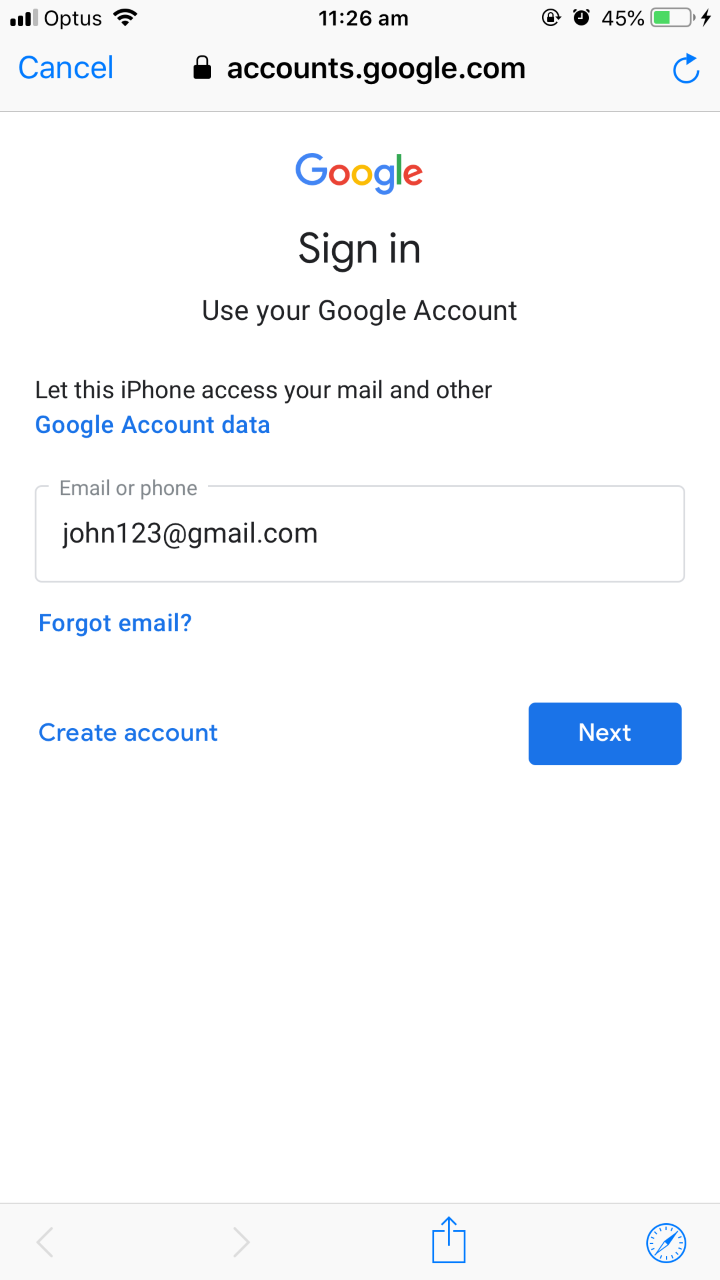 Optus 11:26 am 45%
Cancel accounts.google.com
Google
Sign in
Use your Google Account
Let this iPhone access your mail and other
Google Account data
Email or phone
john123@gmail.com
Forgot email?
Create account Next